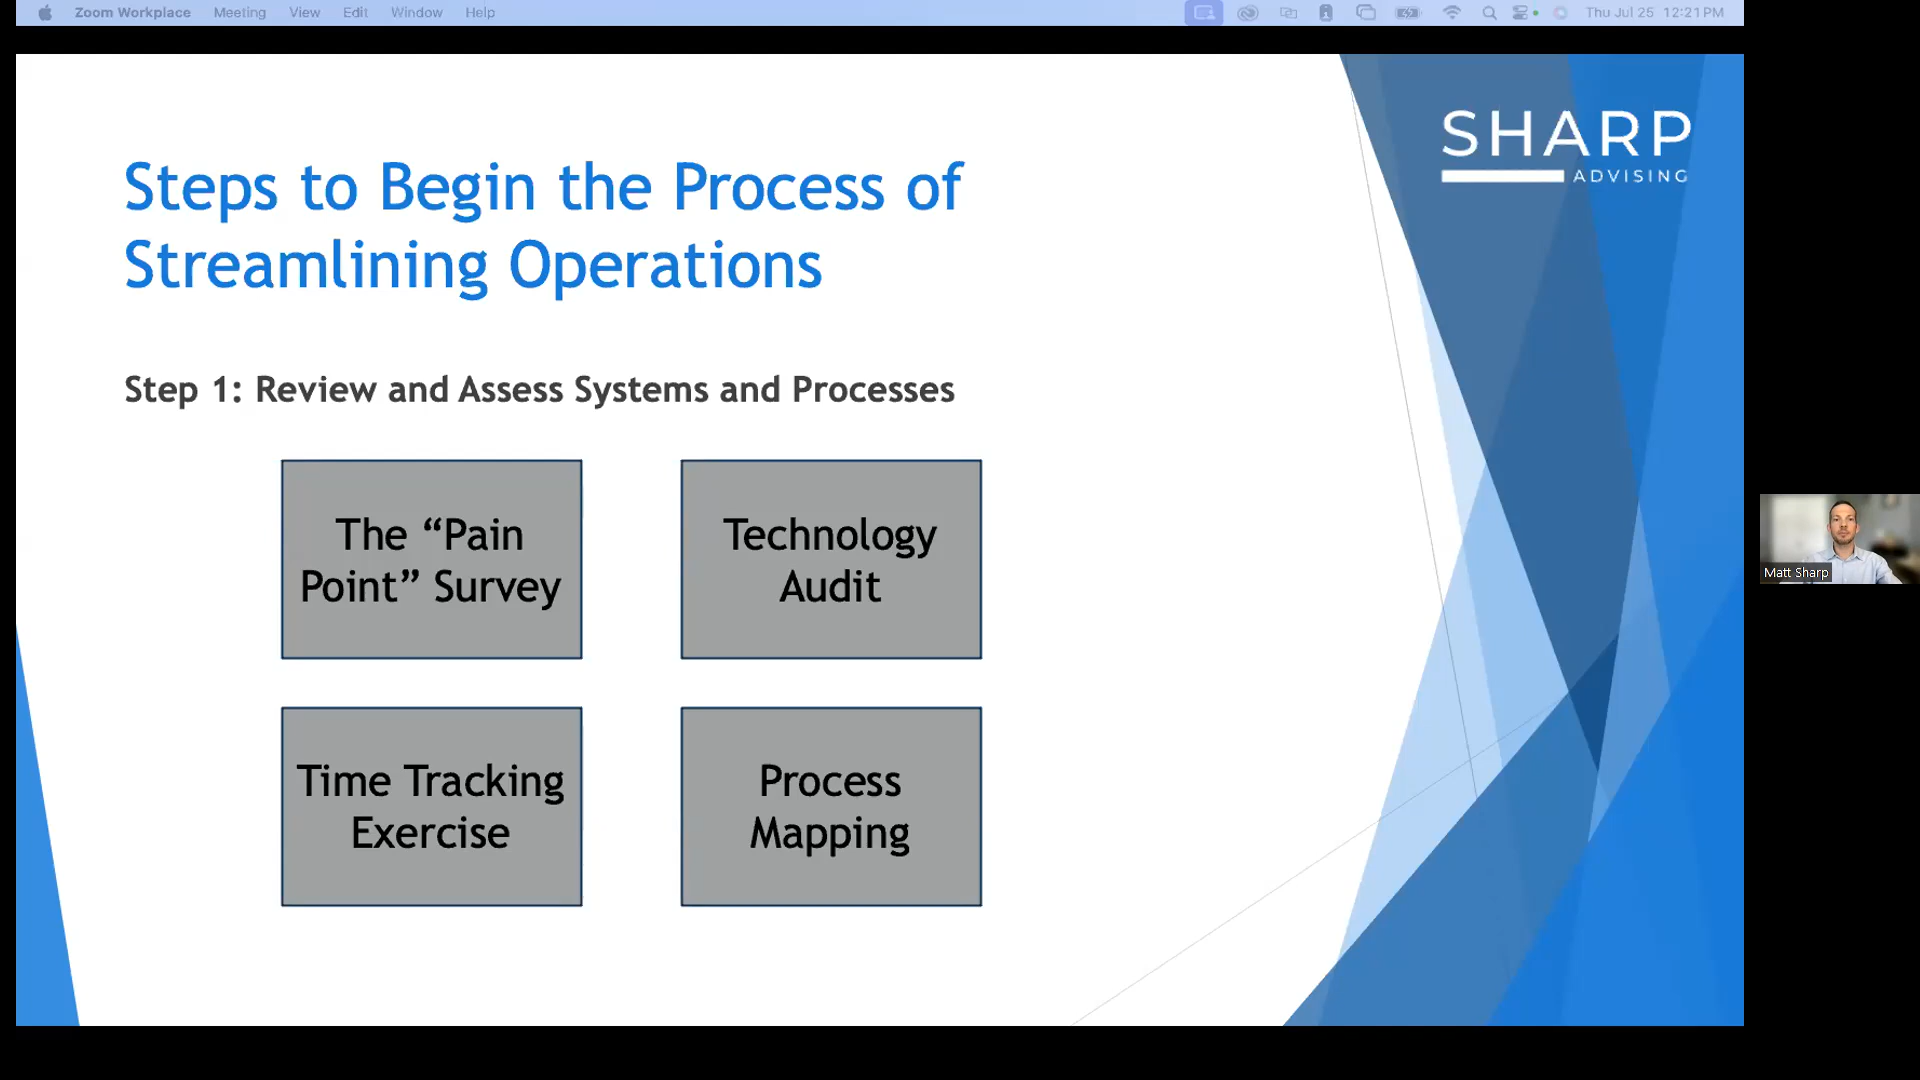 Zoom Workplace Meeting View Edit Window Help Thu Jul 25 12:21PM
SHARP
ADVISING
Steps to Begin the Process of
Streamlining Operations
Step 1: Review and Assess Systems and Processes
The “Pain
Point” Survey
Technology
Audit
Time Tracking
Exercise
Process
Mapping
Matt Sharp